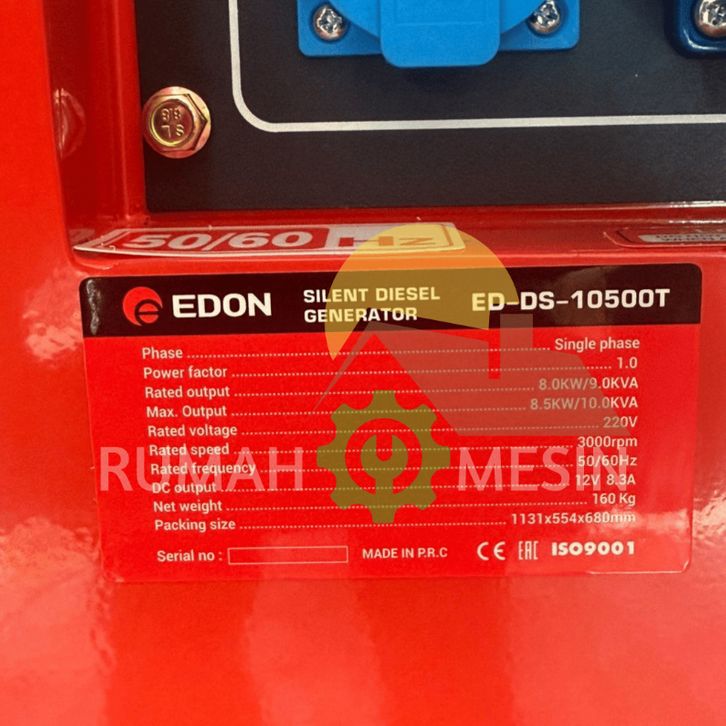 50/60 Hz
EDON SILENT DIESEL GENERATOR ED-DS-10500T
Phase Single phase
Power factor 1.0
Rated output 8.0KW/9.0KVA
Max. Output 8.5KW/10.0KVA
Rated voltage 220V
Rated speed 3000rpm
Rated frequency 50/60Hz
DC output 12V 8.3A
Net weight 160 Kg
Packing size 1131x554x680mm
Serial no : MADE IN P.R.C CE EAC ISO9001
RUMAH MESIN
8.8